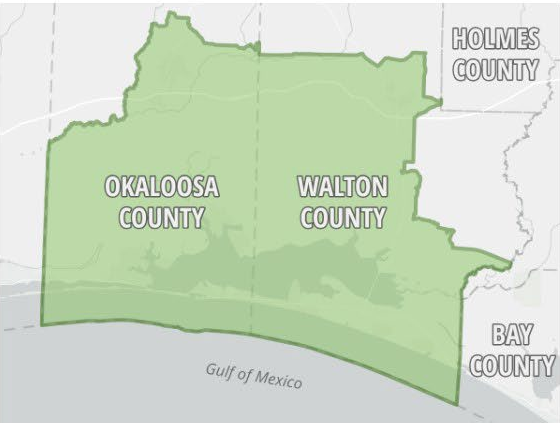 HOLMES
COUNTY
OKALOOSA
COUNTY
WALTON
COUNTY
BAY
COUNTY
Gulf of Mexico